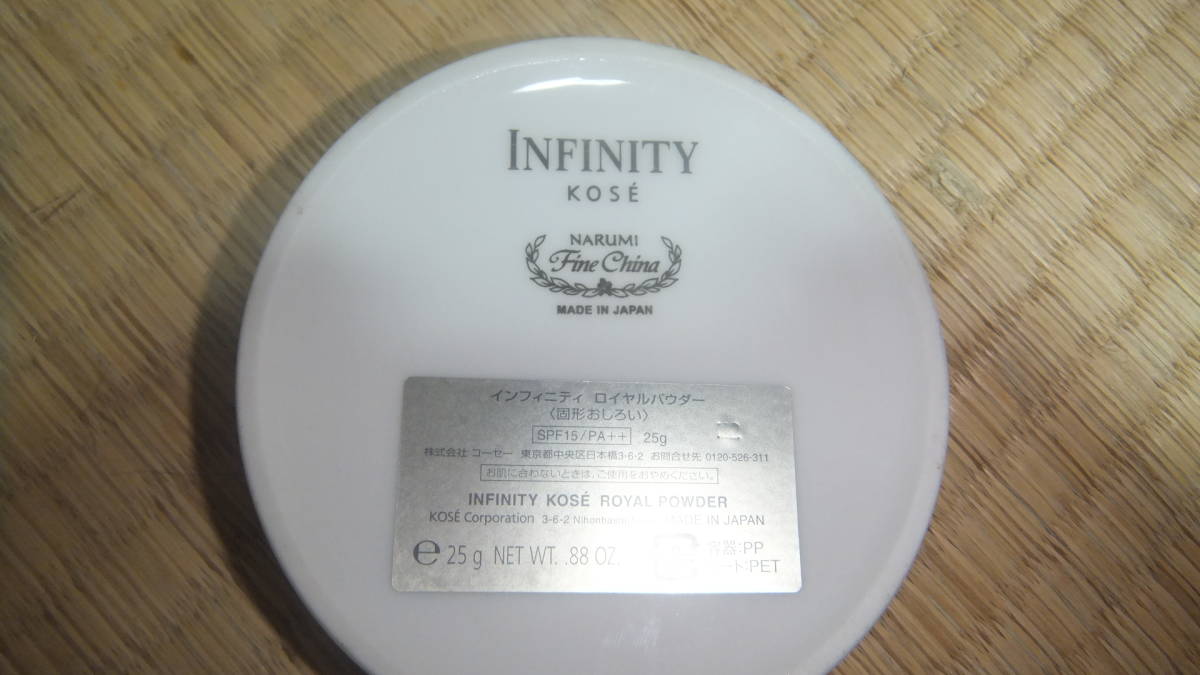 INFINITY
KOSÉ
NARUMI
Fine China
MADE IN JAPAN
インフィニティ ロイヤルパウダー
〈固形おしろい〉
SPF15/PA++ 25g
株式会社 コーセー 東京都中央区日本橋3-6-2 お問合せ先 0120-526-311
お肌に合わないときは、ご使用をおやめください。
INFINITY KOSÉ ROYAL POWDER
KOSÉ Corporation 3-6-2 MADE IN JAPAN
e 25 g NET WT. .88 OZ.
容器:PP
PET